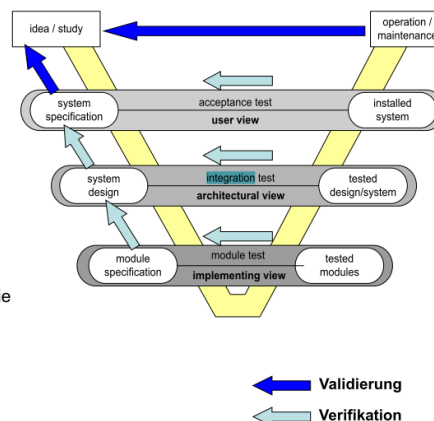 idea / study
operation /
maintenance
system
specification
acceptance test
user view
installed
system
system
design
integration test
architectural view
tested
design/system
module
specification
module test
implementing view
tested
modules
ie
Validierung
Verifikation